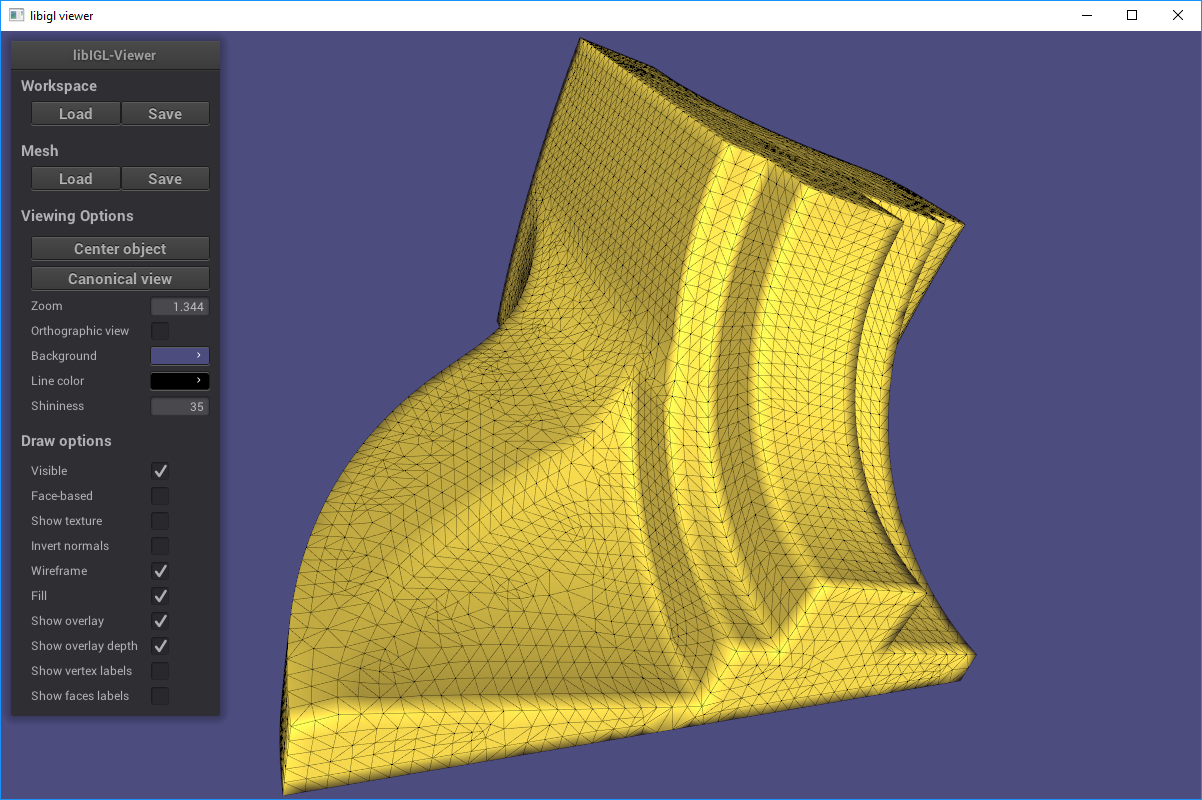 libigl viewer
libIGL-Viewer
Workspace
Load Save
Mesh
Load Save
Viewing Options
Center object
Canonical view
Zoom 1.344
Orthographic view
Background
Line color
Shininess 35
Draw options
Visible
Face-based
Show texture
Invert normals
Wireframe
Fill
Show overlay
Show overlay depth
Show vertex labels
Show faces labels